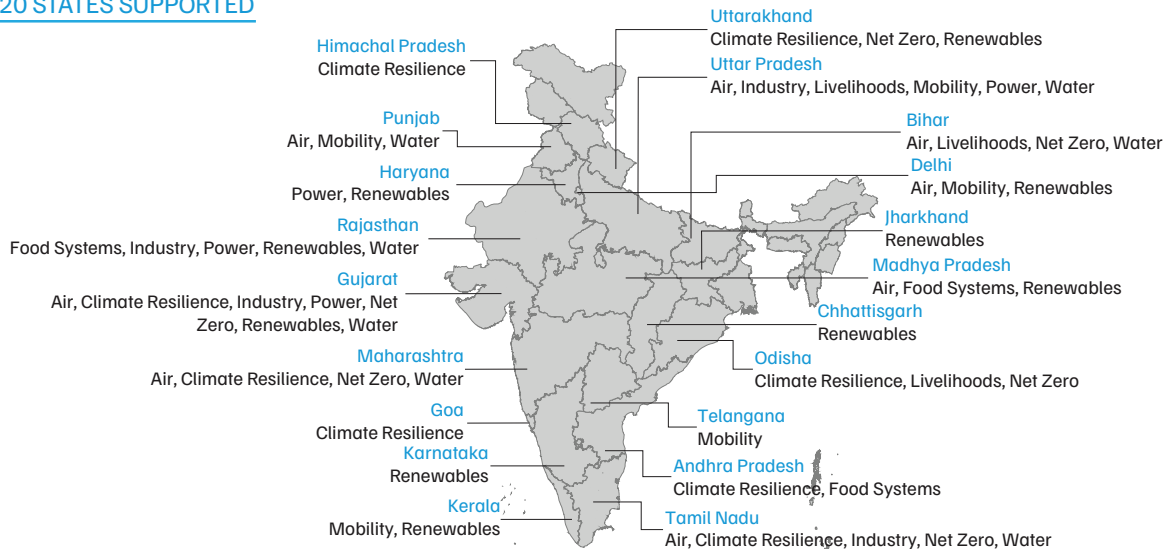 20 STATES SUPPORTED
Uttarakhand
Climate Resilience, Net Zero, Renewables
Himachal Pradesh
Climate Resilience
Uttar Pradesh
Air, Industry, Livelihoods, Mobility, Power, Water
Punjab
Air, Mobility, Water
Bihar
Air, Livelihoods, Net Zero, Water
Haryana
Power, Renewables
Delhi
Air, Mobility, Renewables
Rajasthan
Food Systems, Industry, Power, Renewables, Water
Jharkhand
Renewables
Gujarat
Air, Climate Resilience, Industry, Power, Net
Zero, Renewables, Water
Madhya Pradesh
Air, Food Systems, Renewables
Chhattisgarh
Renewables
Maharashtra
Air, Climate Resilience, Net Zero, Water
Odisha
Climate Resilience, Livelihoods, Net Zero
Goa
Climate Resilience
Telangana
Mobility
Karnataka
Renewables
Andhra Pradesh
Climate Resilience, Food Systems
Kerala
Mobility, Renewables
Tamil Nadu
Air, Climate Resilience, Industry, Net Zero, Water